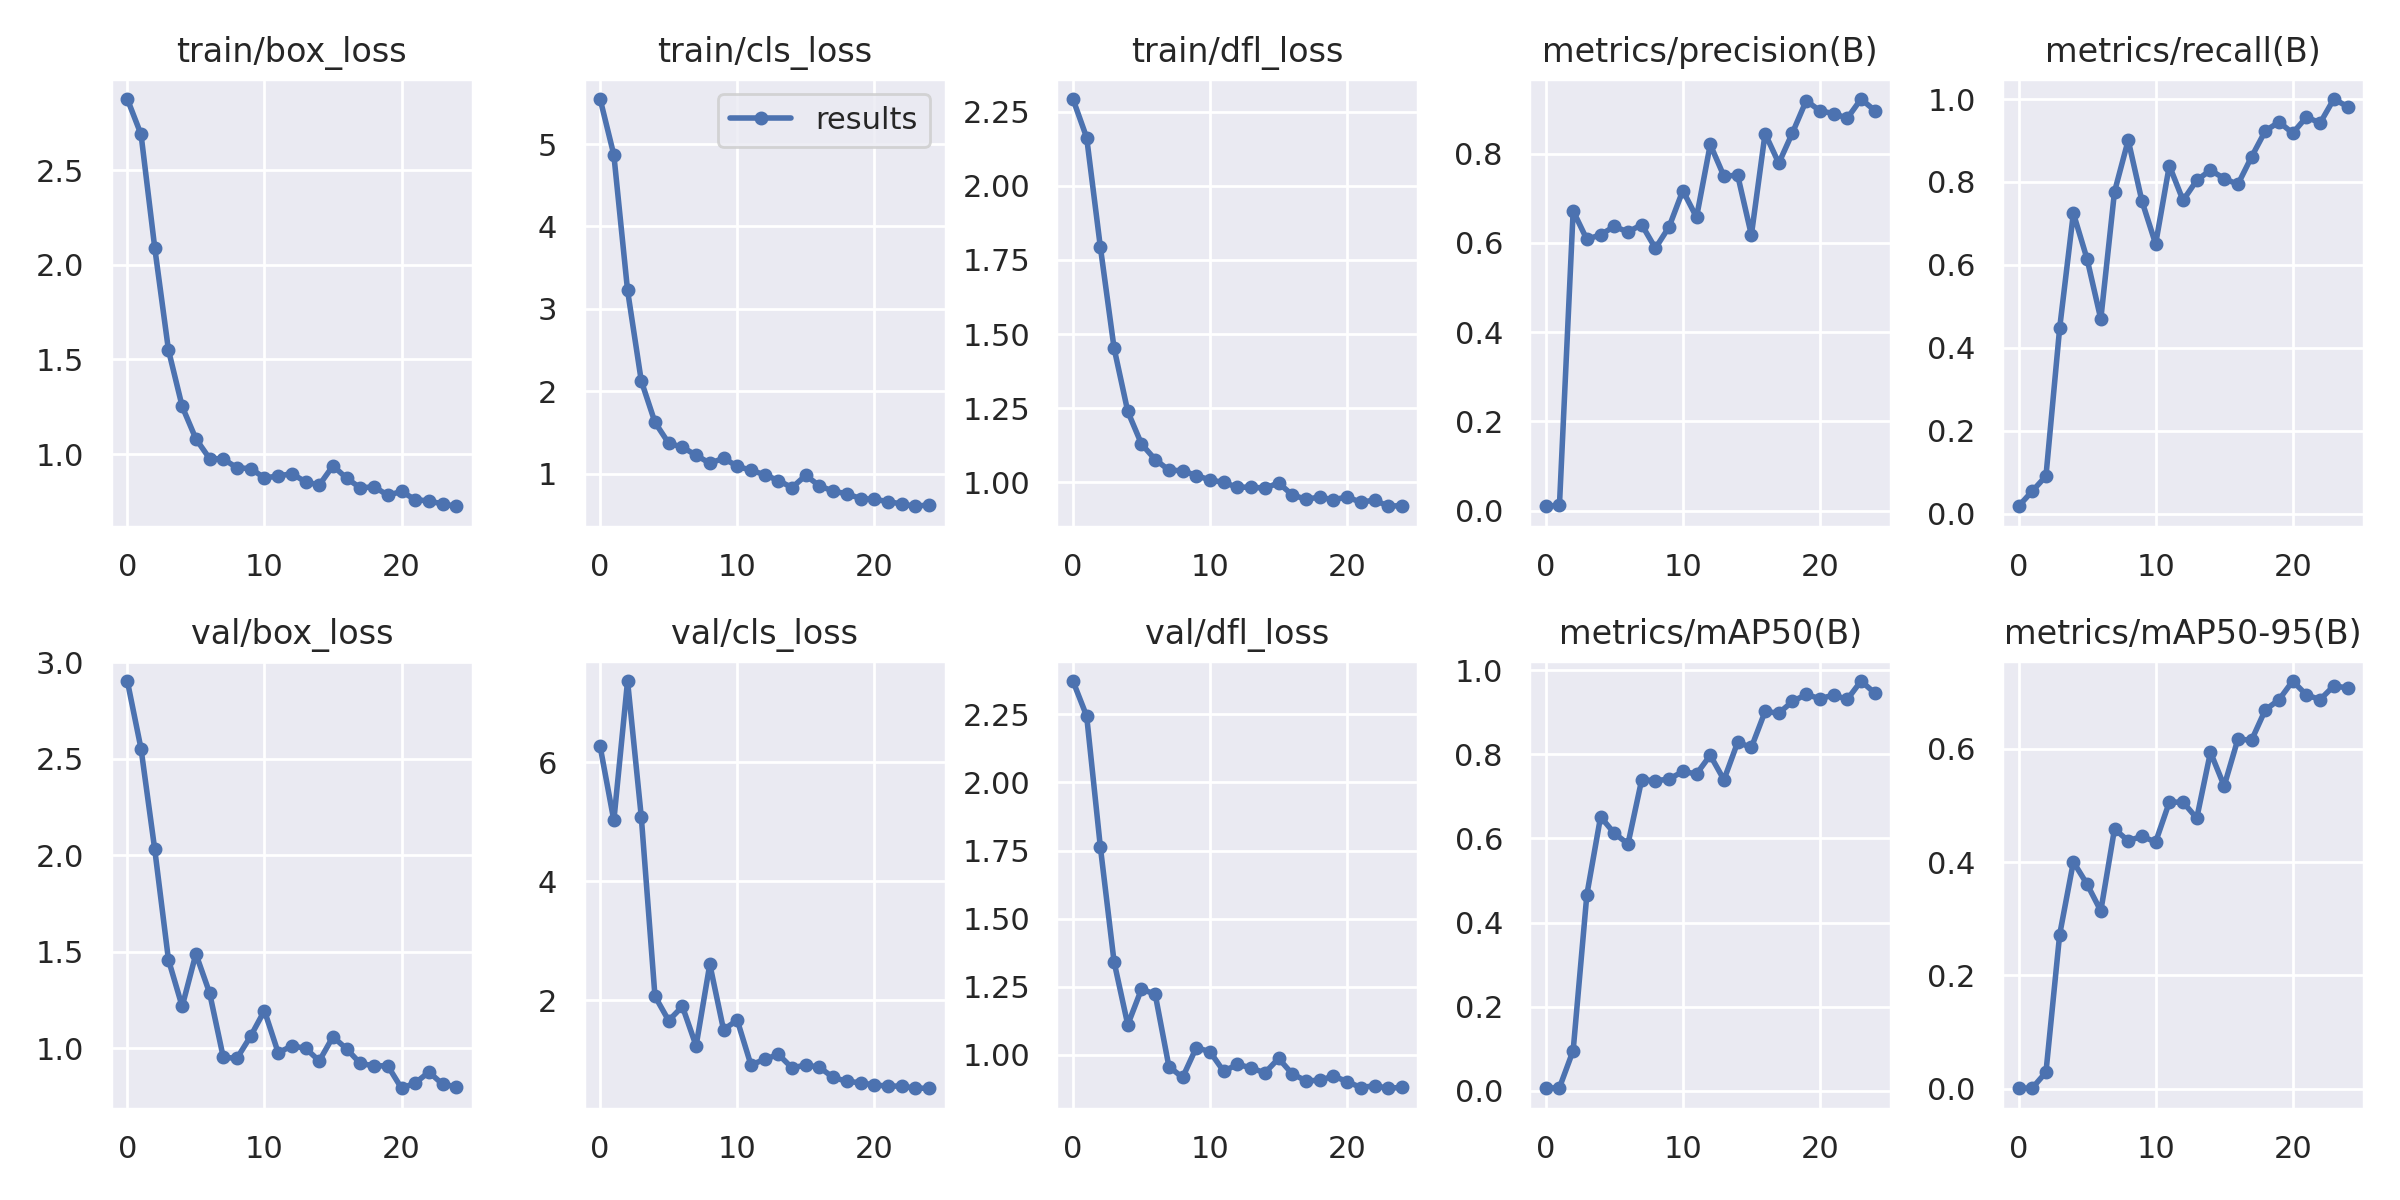 train/box_loss
train/cls_loss
train/dfl_loss
metrics/precision(B)
metrics/recall(B)
2.5
2.0
1.5
1.0
0 10 20
results
5
4
3
2
1
0 10 20
2.25
2.00
1.75
1.50
1.25
1.00
0 10 20
0.8
0.6
0.4
0.2
0.0
0 10 20
1.0
0.8
0.6
0.4
0.2
0.0
0 10 20
val/box_loss
val/cls_loss
val/dfl_loss
metrics/mAP50(B)
metrics/mAP50-95(B)
3.0
2.5
2.0
1.5
1.0
0 10 20
6
4
2
0 10 20
2.25
2.00
1.75
1.50
1.25
1.00
0 10 20
1.0
0.8
0.6
0.4
0.2
0.0
0 10 20
0.6
0.4
0.2
0.0
0 10 20